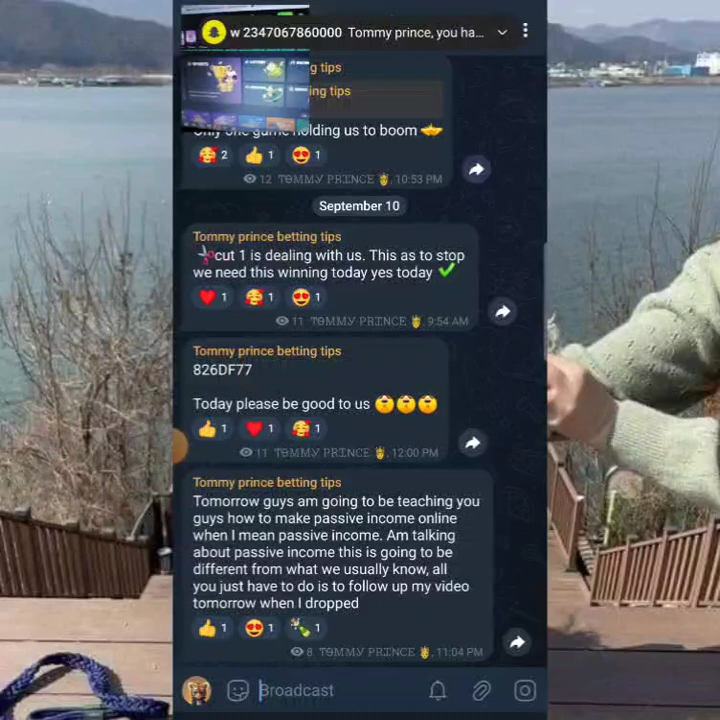 w 2347067860000 Tommy prince, you ha...
g tips
ing tips
Only one game holding us to boom
2 1 1
12 TOMMY PRINCE, 10:53 PM
September 10
Tommy prince betting tips
cut 1 is dealing with us. This as to stop
we need this winning today yes today
1 1 1
11 TOMMY PRINCE, 9:54 AM
Tommy prince betting tips
826DF77
Today please be good to us
1 1 1
11 TOMMY PRINCE, 12:00 PM
Tommy prince betting tips
Tomorrow guys am going to be teaching you
guys how to make passive income online
when I mean passive income. Am talking
about passive income this is going to be
different from what we usually know, all
you just have to do is to follow up my video
tomorrow when I dropped
1 1 1
8 TOMMY PRINCE, 11:04 PM
Broadcast